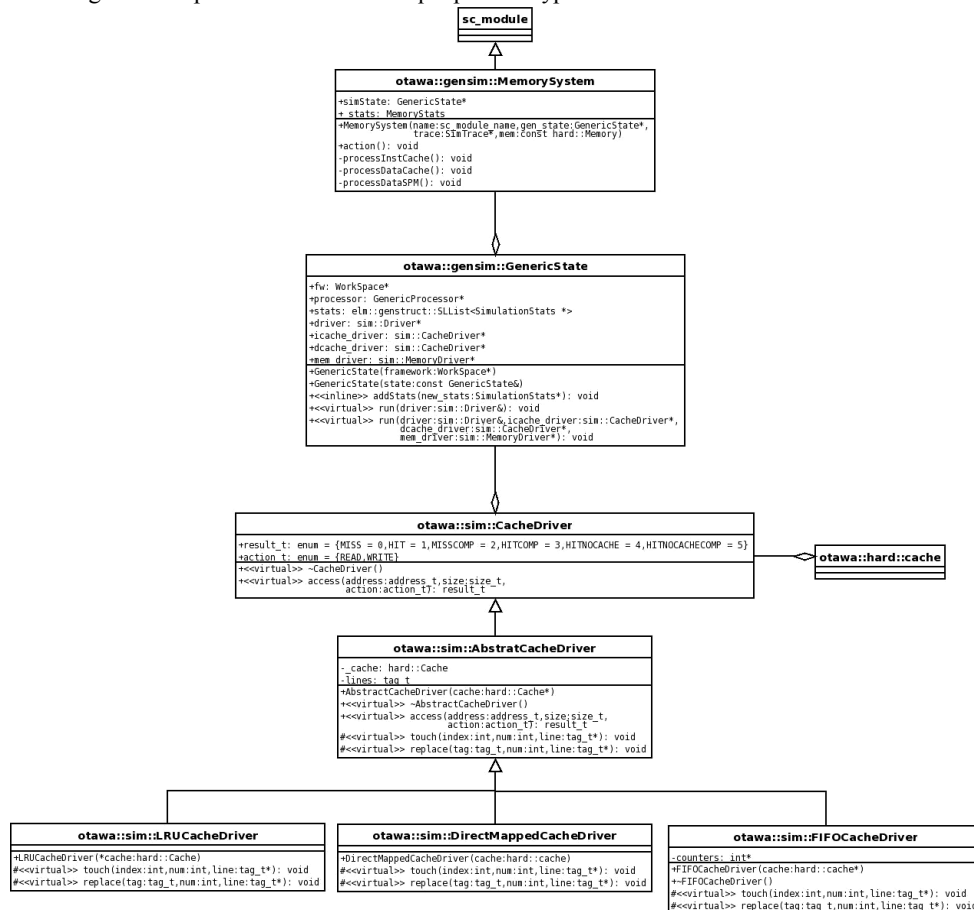 sc_module
otawa::gensim::MemorySystem
+simState: GenericState*
+ stats: MemoryStats
+MemorySystem(name:sc_module_name,gen_state:GenericState*,
trace:SimTrace*,mem:const hard::Memory)
+action(): void
-processInstCache(): void
-processDataCache(): void
-processDataSPM(): void
otawa::gensim::GenericState
+fw: WorkSpace*
+processor: GenericProcessor*
+stats: elm::genstruct::SLList<SimulationStats *>
+driver: sim::Driver*
+icache_driver: sim::CacheDriver*
+dcache_driver: sim::CacheDriver*
+mem_driver: sim::MemoryDriver*
+GenericState(framework:WorkSpace*)
+GenericState(state:const GenericState&)
+<<inline>> addStats(new_stats:SimulationStats*): void
+<<virtual>> run(driver:sim::Driver&): void
+<<virtual>> run(driver:sim::Driver&,icache_driver:sim::CacheDriver*,
dcache_driver:sim::CacheDriver*,
mem_driver:sim::MemoryDriver*): void
otawa::sim::CacheDriver
+result_t: enum = {MISS = 0,HIT = 1,MISSCOMP = 2,HITCOMP = 3,HITNOCACHE = 4,HITNOCACHECOMP = 5}
+action_t: enum = {READ,WRITE}
+<<virtual>> ~CacheDriver()
+<<virtual>> access(address:address_t,size:size_t,
action:action_t): result_t
otawa::hard::cache
otawa::sim::AbstratCacheDriver
-_cache: hard::Cache
-lines: tag_t
+AbstractCacheDriver(cache:hard::Cache*)
+<<virtual>> ~AbstractCacheDriver()
+<<virtual>> access(address:address_t,size:size_t,
action:action_t): result_t
#<<virtual>> touch(index:int,num:int,line:tag_t*): void
#<<virtual>> replace(tag:tag_t,num:int,line:tag_t*): void
otawa::sim::LRUCacheDriver
+LRUCacheDriver(*cache:hard::Cache)
#<<virtual>> touch(index:int,num:int,line:tag_t*): void
#<<virtual>> replace(tag:tag_t,num:int,line:tag_t*): void
otawa::sim::DirectMappedCacheDriver
+DirectMappedCacheDriver(cache:hard::cache)
#<<virtual>> touch(index:int,num:int,line:tag_t*): void
#<<virtual>> replace(tag:tag_t,num:int,line:tag_t*): void
otawa::sim::FIFOCacheDriver
-counters: int*
+FIFOCacheDriver(cache:hard::cache*)
+~FIFOCacheDriver()
#<<virtual>> touch(index:int,num:int,line:tag_t*): void
#<<virtual>> replace(tag:tag_t,num:int,line:tag_t*): void